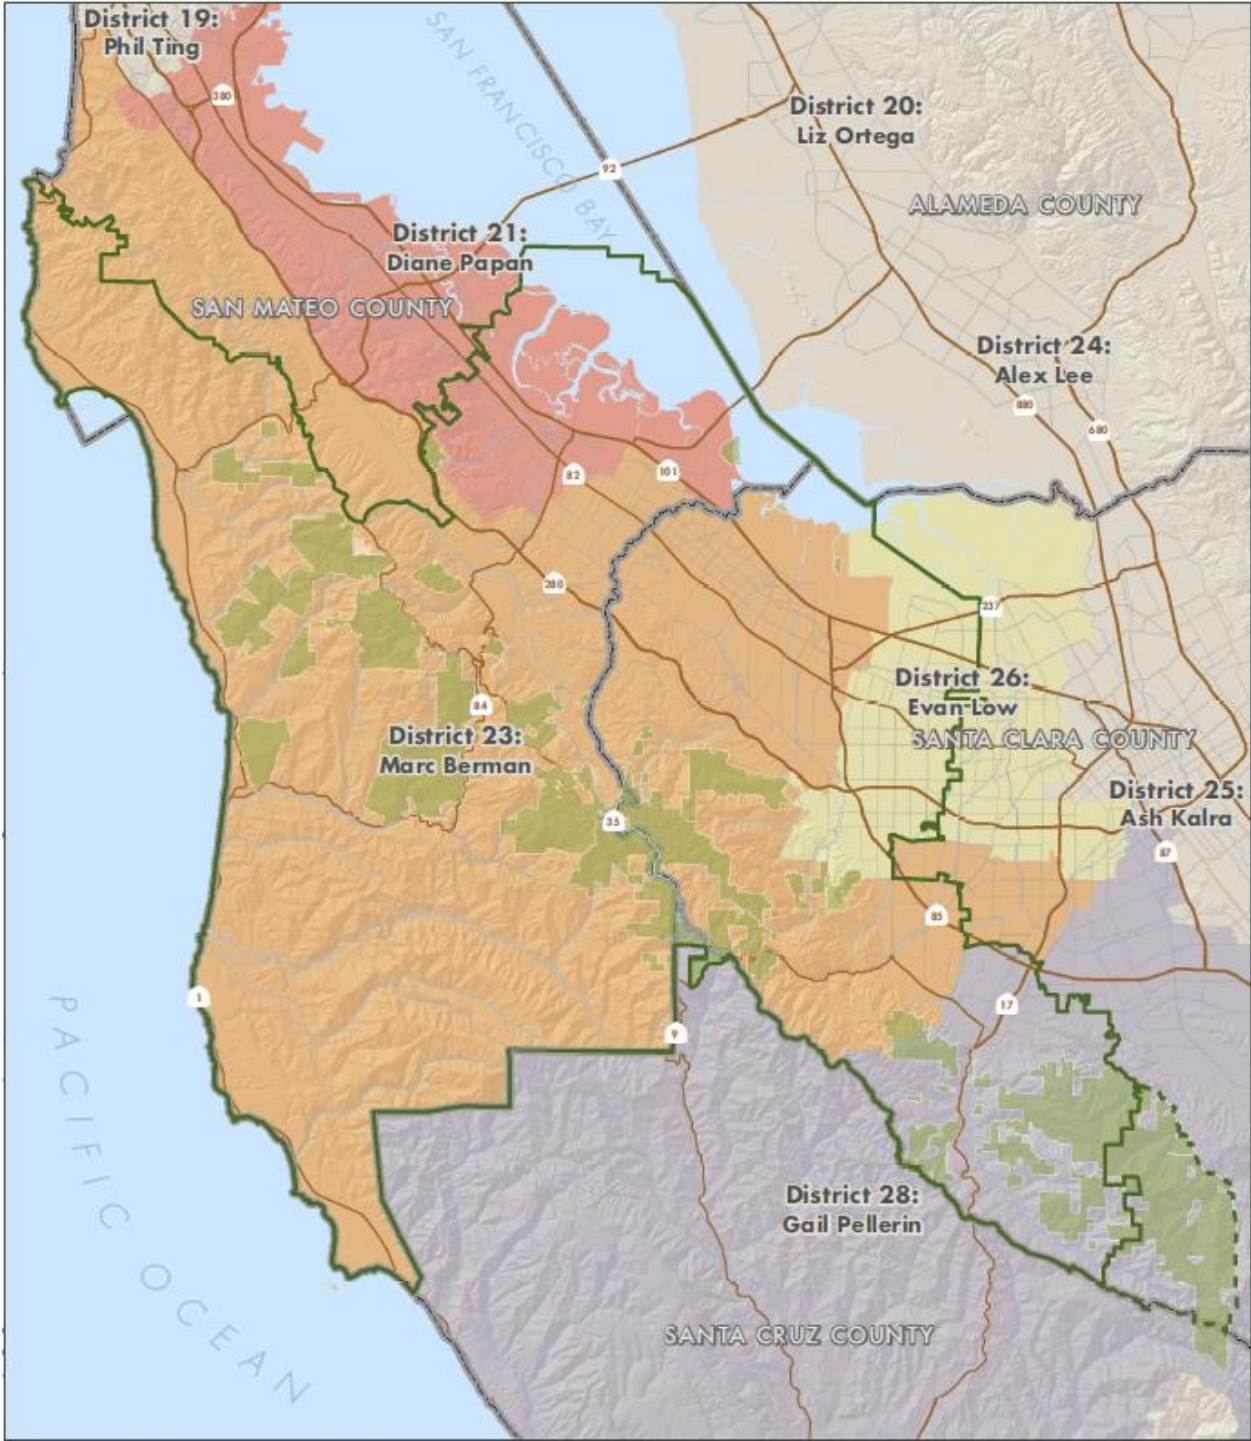 District 19:
Phil Ting
SAN FRANCISCO BAY
380
District 20:
Liz Ortega
92
ALAMEDA COUNTY
District 21:
Diane Papan
SAN MATEO COUNTY
District 24:
Alex Lee
880
680
82
101
280
237
District 26:
Evan Low
84
District 23:
Marc Berman
SANTA CLARA COUNTY
District 25:
Ash Kalra
35
87
85
1
17
9
PACIFIC OCEAN
District 28:
Gail Pellerin
SANTA CRUZ COUNTY